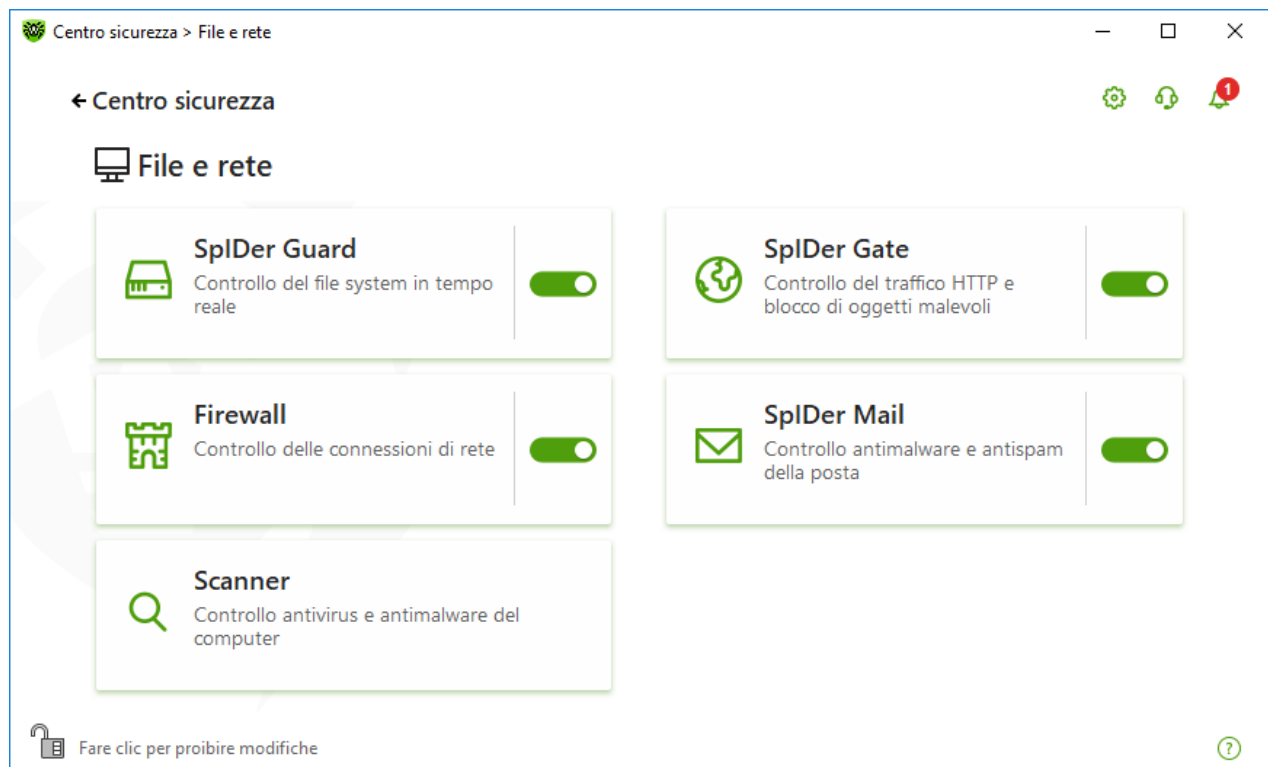 Centro sicurezza > File e rete
Centro sicurezza
1
File e rete
SpIDer Guard
Controllo del file system in tempo
reale
SpIDer Gate
Controllo del traffico HTTP e
blocco di oggetti malevoli
Firewall
Controllo delle connessioni di rete
SpIDer Mail
Controllo antimalware e antispam
della posta
Scanner
Controllo antivirus e antimalware del
computer
Fare clic per proibire modifiche
?